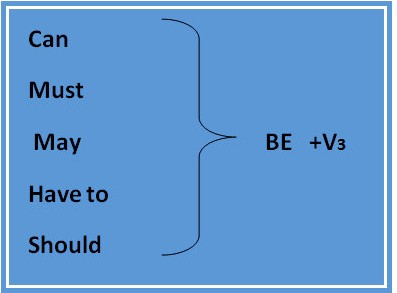 Can
Must
May BE +V₃
Have to
Should